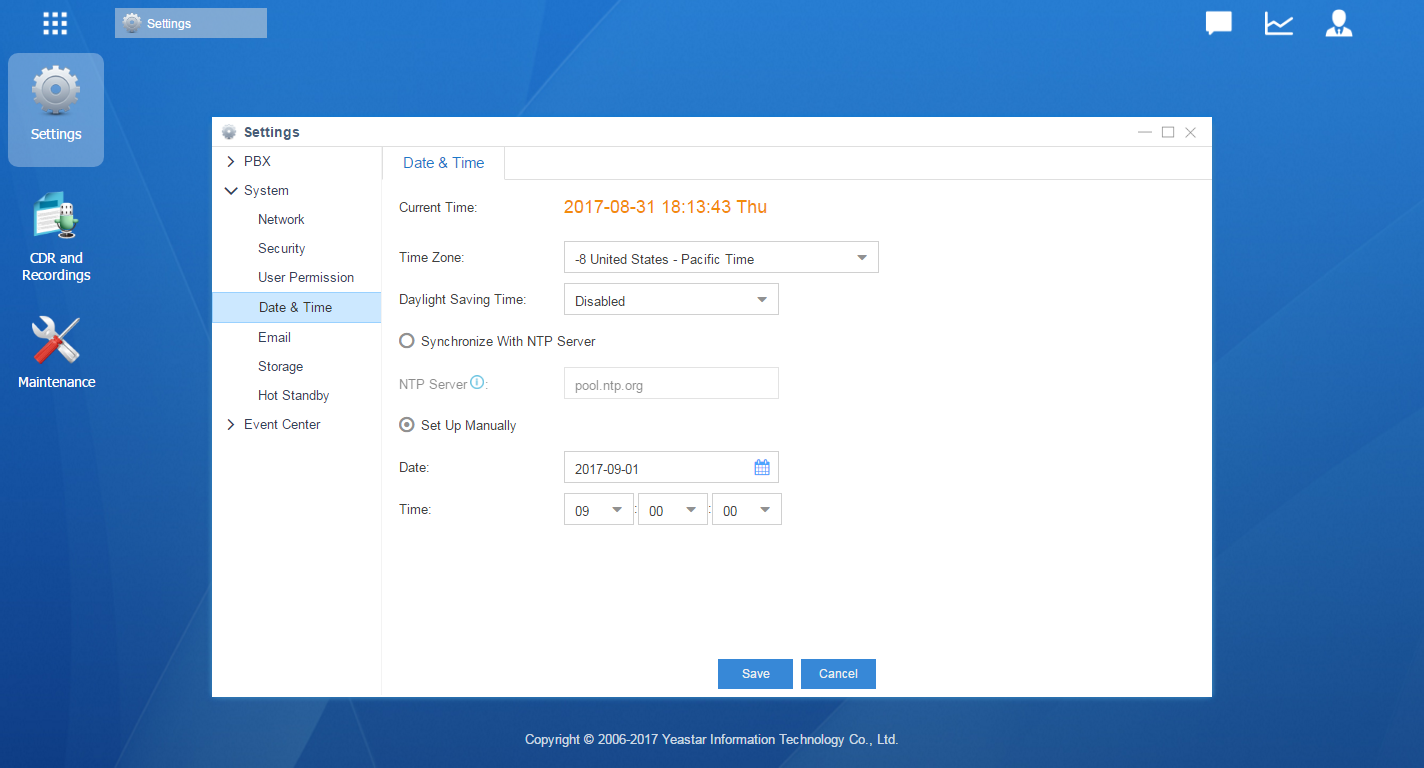 Settings
Settings
CDR and
Recordings
Maintenance
Settings
PBX
System
Network
Security
User Permission
Date & Time
Email
Storage
Hot Standby
Event Center
Date & Time
Current Time: 2017-08-31 18:13:43 Thu
Time Zone: -8 United States - Pacific Time
Daylight Saving Time: Disabled
Synchronize With NTP Server
NTP Server: pool.ntp.org
Set Up Manually
Date: 2017-09-01
Time: 09 : 00 : 00
Save Cancel
Copyright © 2006-2017 Yeastar Information Technology Co., Ltd.